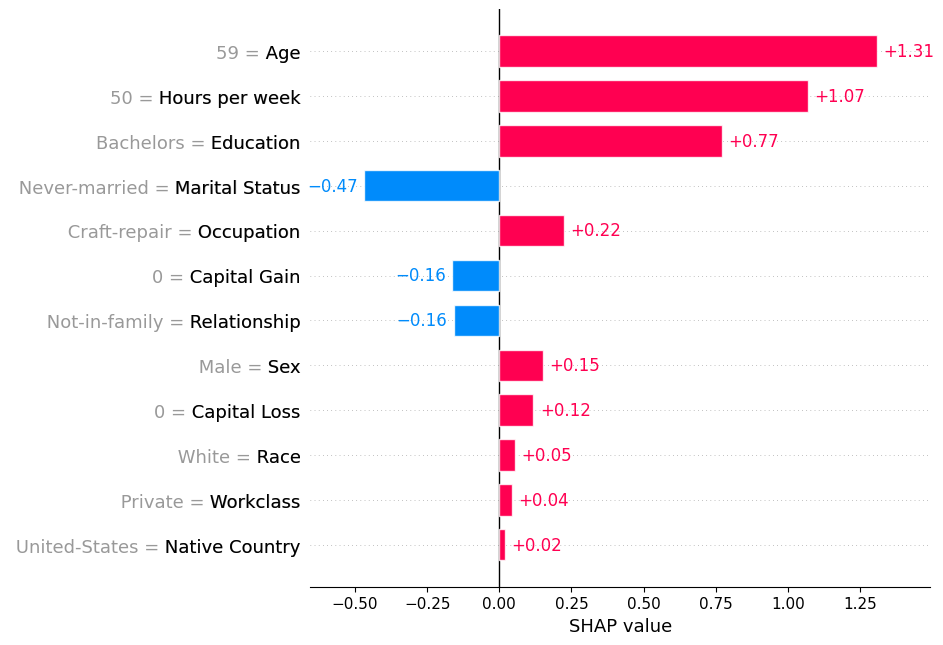 59 = Age +1.31
50 = Hours per week +1.07
Bachelors = Education +0.77
Never-married = Marital Status −0.47
Craft-repair = Occupation +0.22
0 = Capital Gain −0.16
Not-in-family = Relationship −0.16
Male = Sex +0.15
0 = Capital Loss +0.12
White = Race +0.05
Private = Workclass +0.04
United-States = Native Country +0.02
−0.50 −0.25 0.00 0.25 0.50 0.75 1.00 1.25
SHAP value